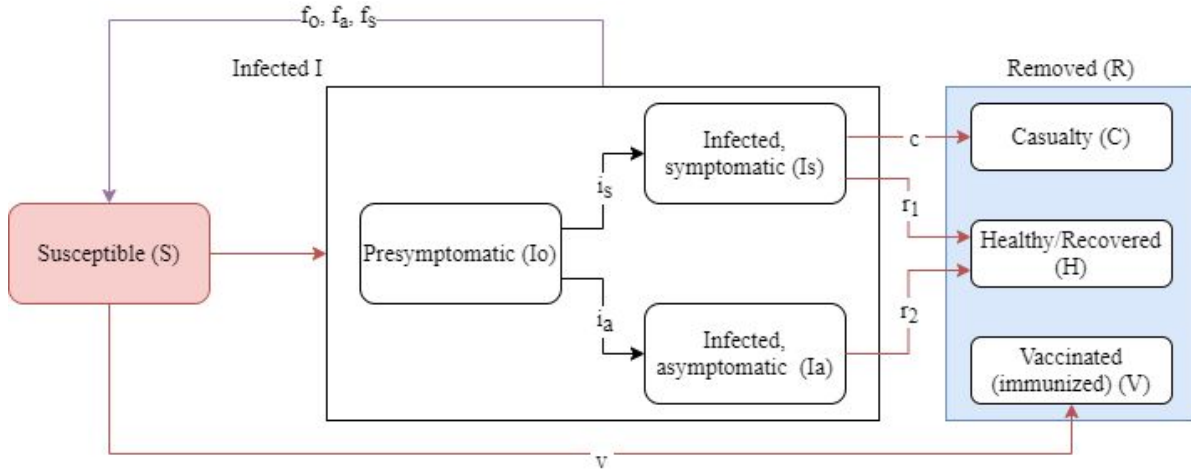 fo, fa, fs
Infected I
Removed (R)
Infected,
symptomatic (Is)
c
Casualty (C)
is
r1
Susceptible (S)
Presymptomatic (Io)
Healthy/Recovered
(H)
ia
r2
Infected,
asymptomatic (Ia)
Vaccinated
(immunized) (V)
v